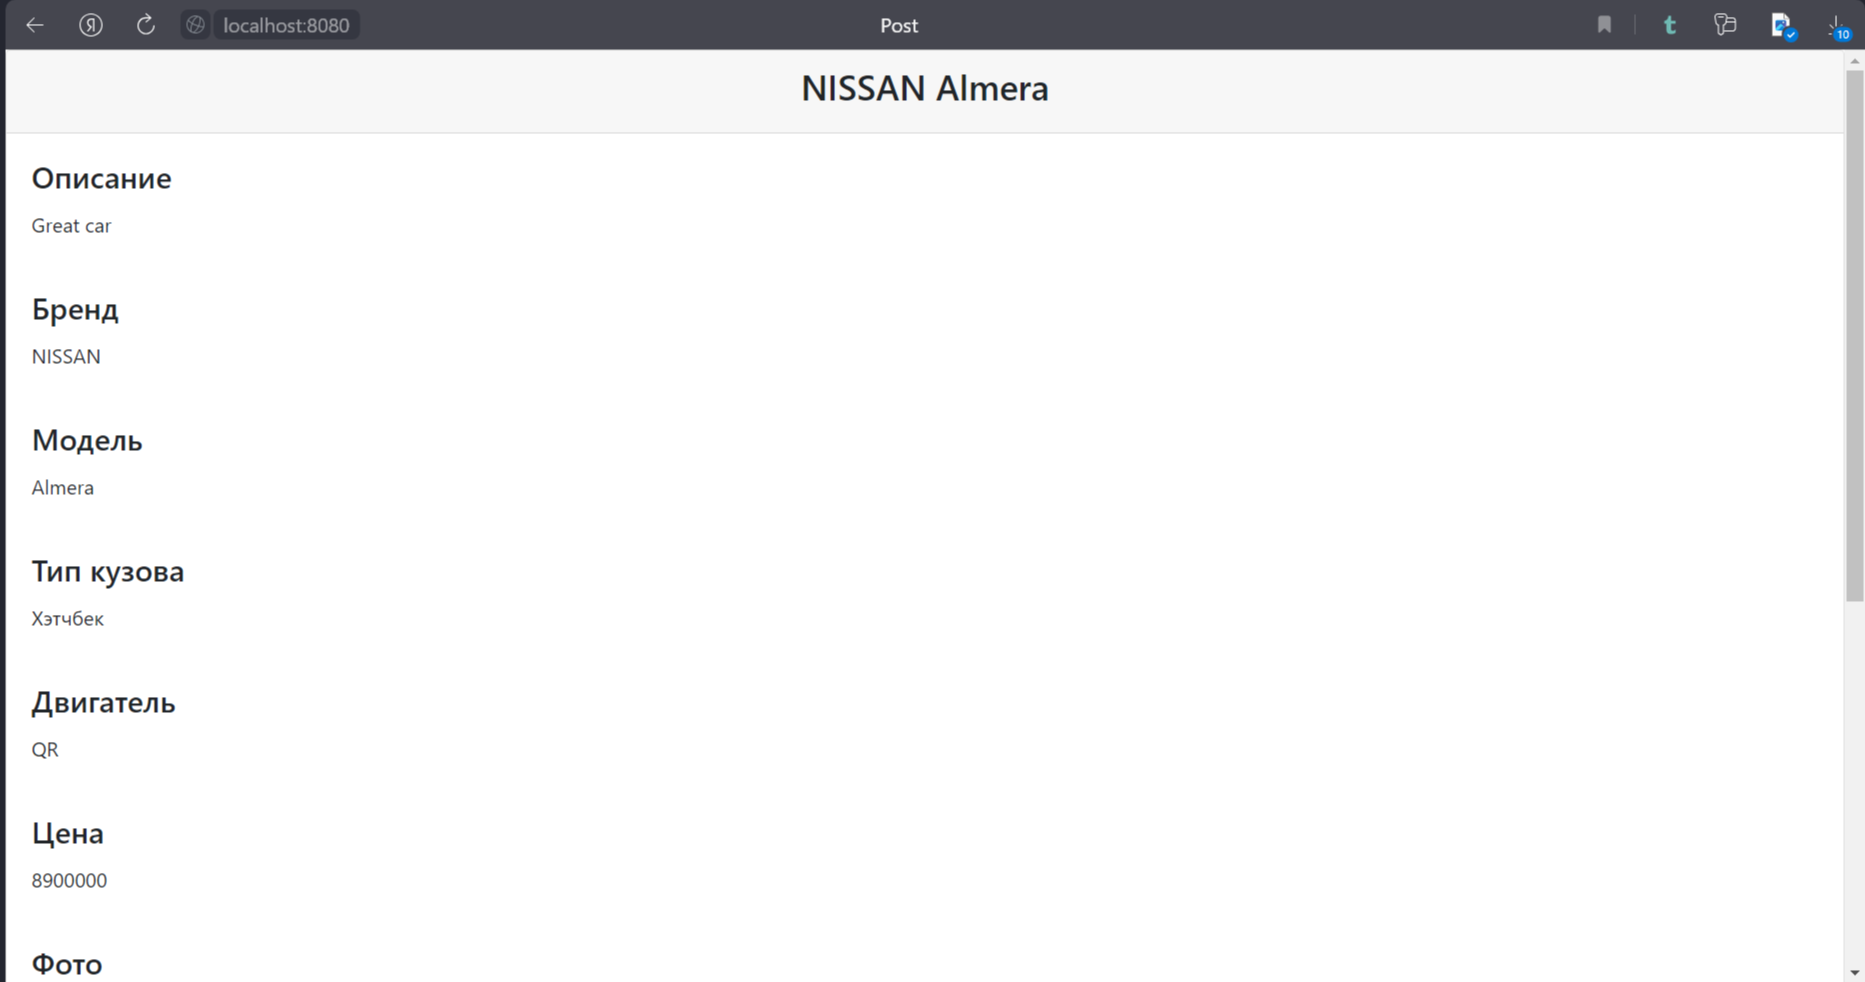 Я localhost:8080 Post t 10
NISSAN Almera
Описание
Great car
Бренд
NISSAN
Модель
Almera
Тип кузова
Хэтчбек
Двигатель
QR
Цена
8900000
Фото